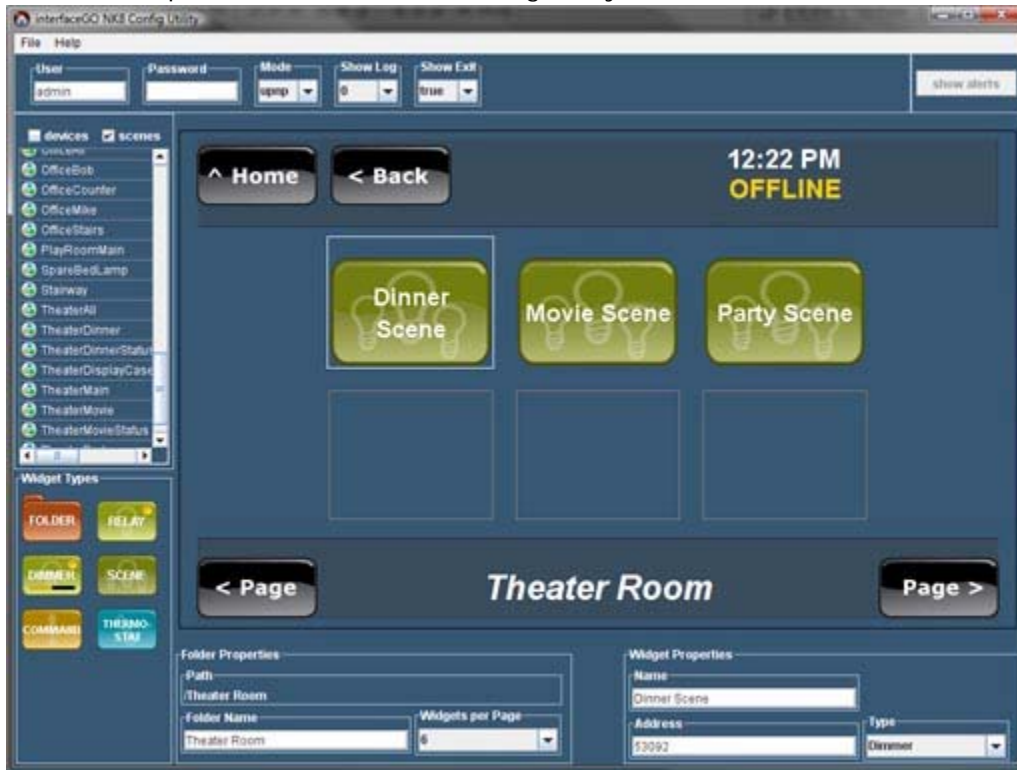 interfaceGO NK8 Config Utility
File Help
User Password Mode Show Log Show Exit
admin upnp 0 true show alerts
devices scenes
OfficeBob
OfficeCounter
OfficeMike
OfficeStairs
PlayRoomMain
SpareBedLamp
Stairway
TheaterAll
TheaterDinner
TheaterDinnerStatus
TheaterDisplayCase
TheaterMain
TheaterMovie
TheaterMovieStatus
Widget Types
FOLDER RELAY
DIMMER SCENE
COMMAND THERMO-
STAT
^ Home < Back
12:22 PM
OFFLINE
Dinner
Scene
Movie Scene
Party Scene
< Page Theater Room Page >
Folder Properties
Path
/Theater Room
Folder Name Widgets per Page
Theater Room 6
Widget Properties
Name
Dinner Scene
Address Type
53092 Dimmer